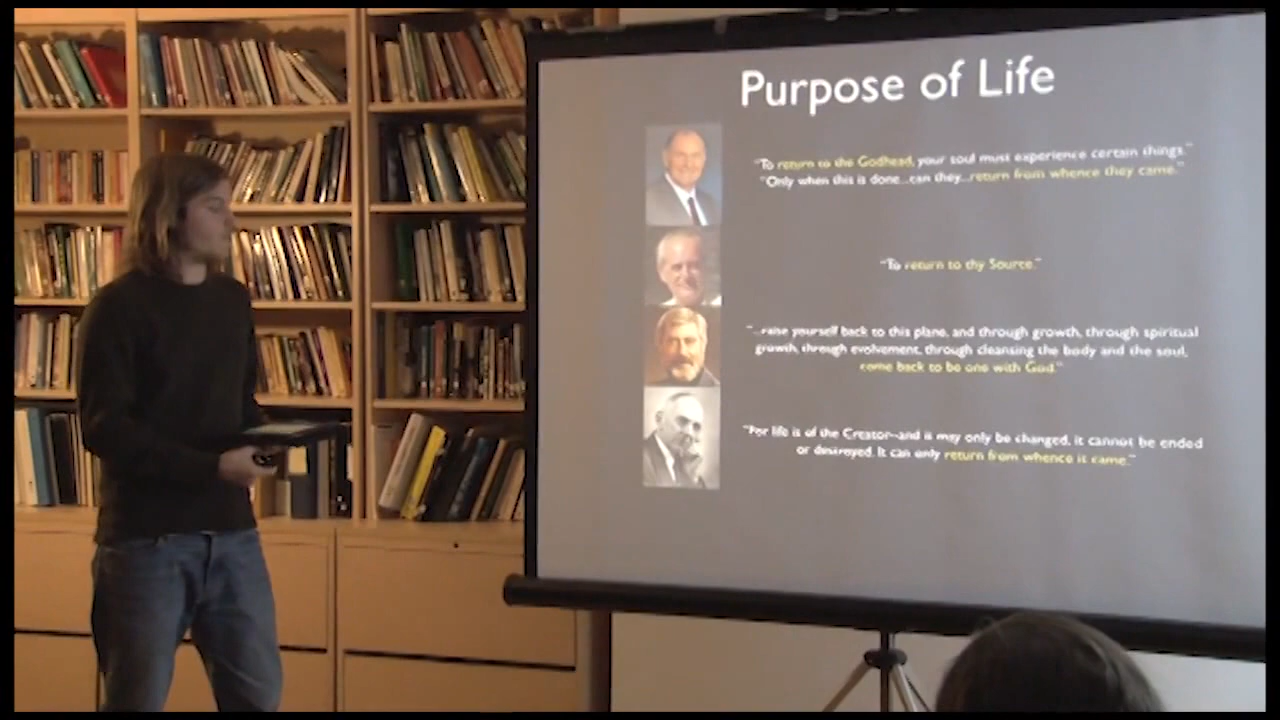 Purpose of Life
"To return to the Godhead, your soul must experience certain things."
"Only when this is done...can they...return from whence they came."
"To return to thy Source."
"...raise yourself back to this plane, and through growth, through spiritual
growth, through evolvement, through cleansing the body and the soul,
come back to be one with God."
"For life is of the Creator--and is may only be changed, it cannot be ended
or destroyed. It can only return from whence it came."